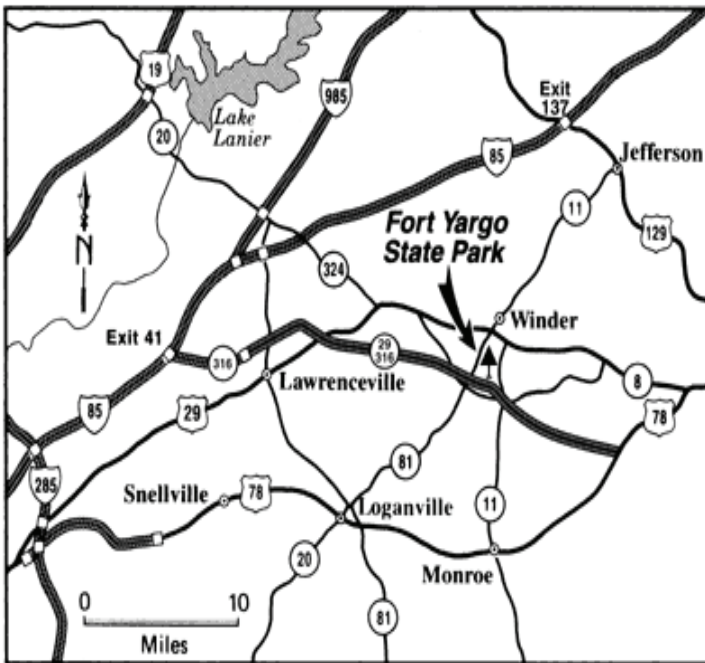 19
Lake
Lanier
985
Exit
137
20
85
Jefferson
N
11
Fort Yargo
State Park
129
324
Winder
Exit 41
316
29
316
Lawrenceville
8
85
29
78
285
Snellville
78
81
Loganville
11
20
Monroe
0
10
81
Miles